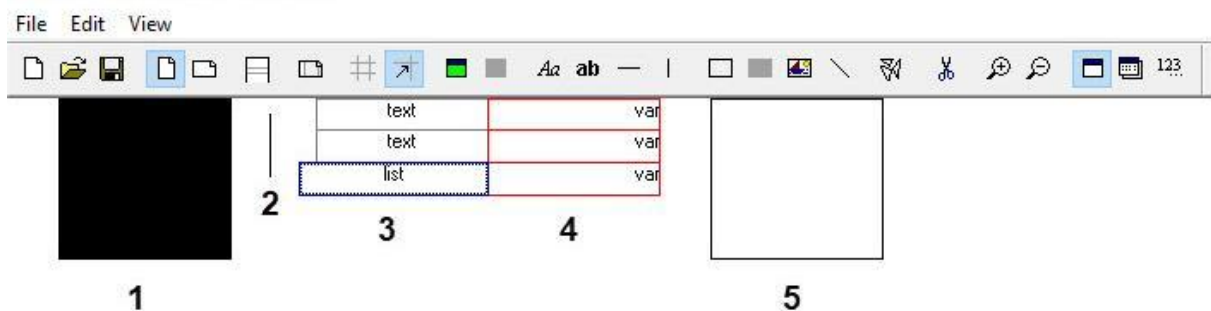 File Edit View
Aa ab 123
text var
text var
list var
2
3 4
1 5